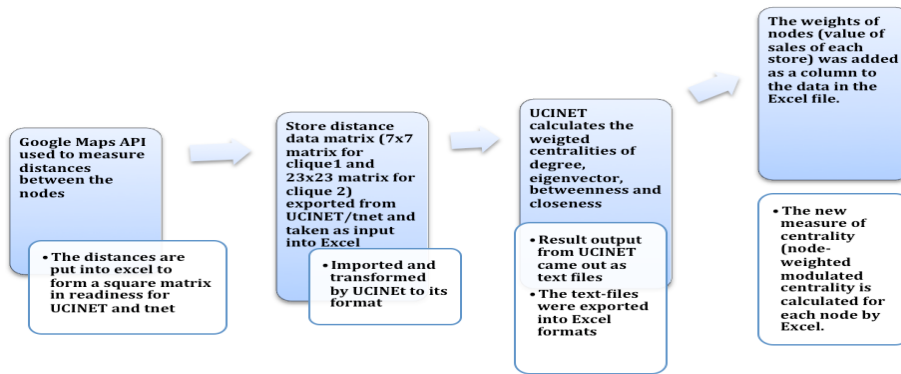 Google Maps API
used to measure
distances
between the
nodes
• The distances are
put into excel to
form a square matrix
in readiness for
UCINET and tnet
Store distance
data matrix (7x7
matrix for
clique1 and
23x23 matrix for
clique 2)
exported from
UCINET/tnet and
taken as input
into Excel
• Imported and
transformed
by UCINEt to its
format
UCINET
calculates the
weigted
centralities of
degree,
eigenvector,
betweenness and
closeness
• Result output
from UCINET
came out as
text files
• The text-files
were exported
into Excel
formats
The weights of
nodes (value of
sales of each
store) was added
as a column to
the data in the
Excel file.
• The new
measure of
centrality
(node-
weighted
modulated
centrality is
calculated for
each node by
Excel.